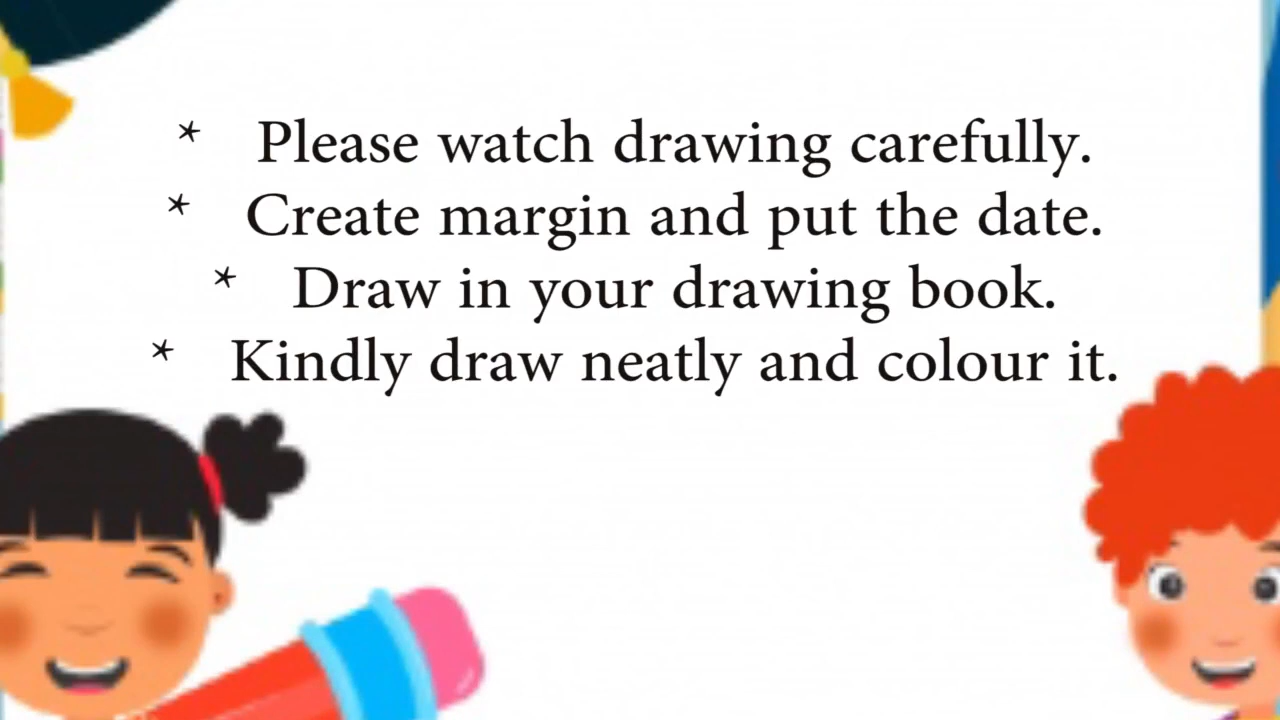 * Please watch drawing carefully.
* Create margin and put the date.
* Draw in your drawing book.
* Kindly draw neatly and colour it.